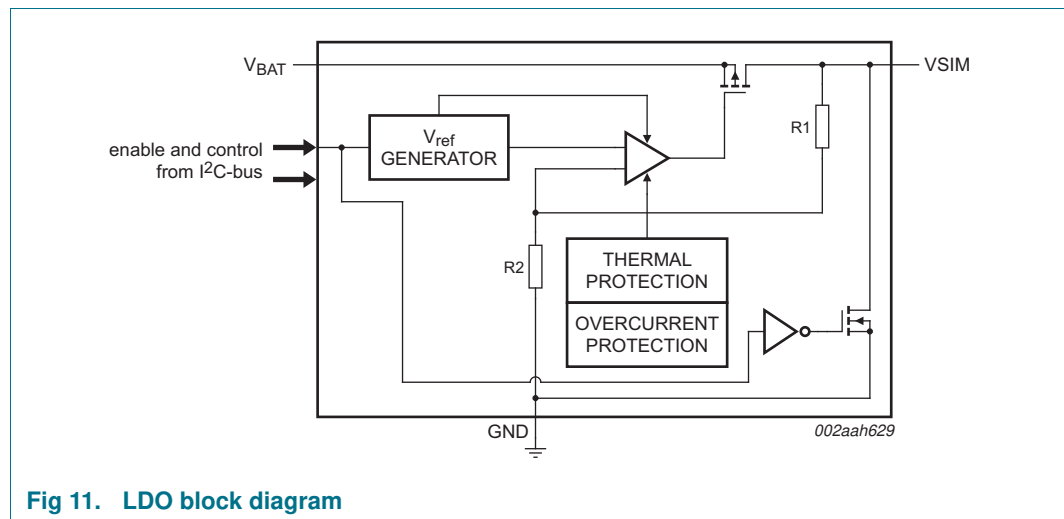 VBAT
VSIM
R1
Vref
GENERATOR
enable and control
from I2C-bus
R2
THERMAL
PROTECTION
OVERCURRENT
PROTECTION
GND
002aah629
Fig 11. LDO block diagram